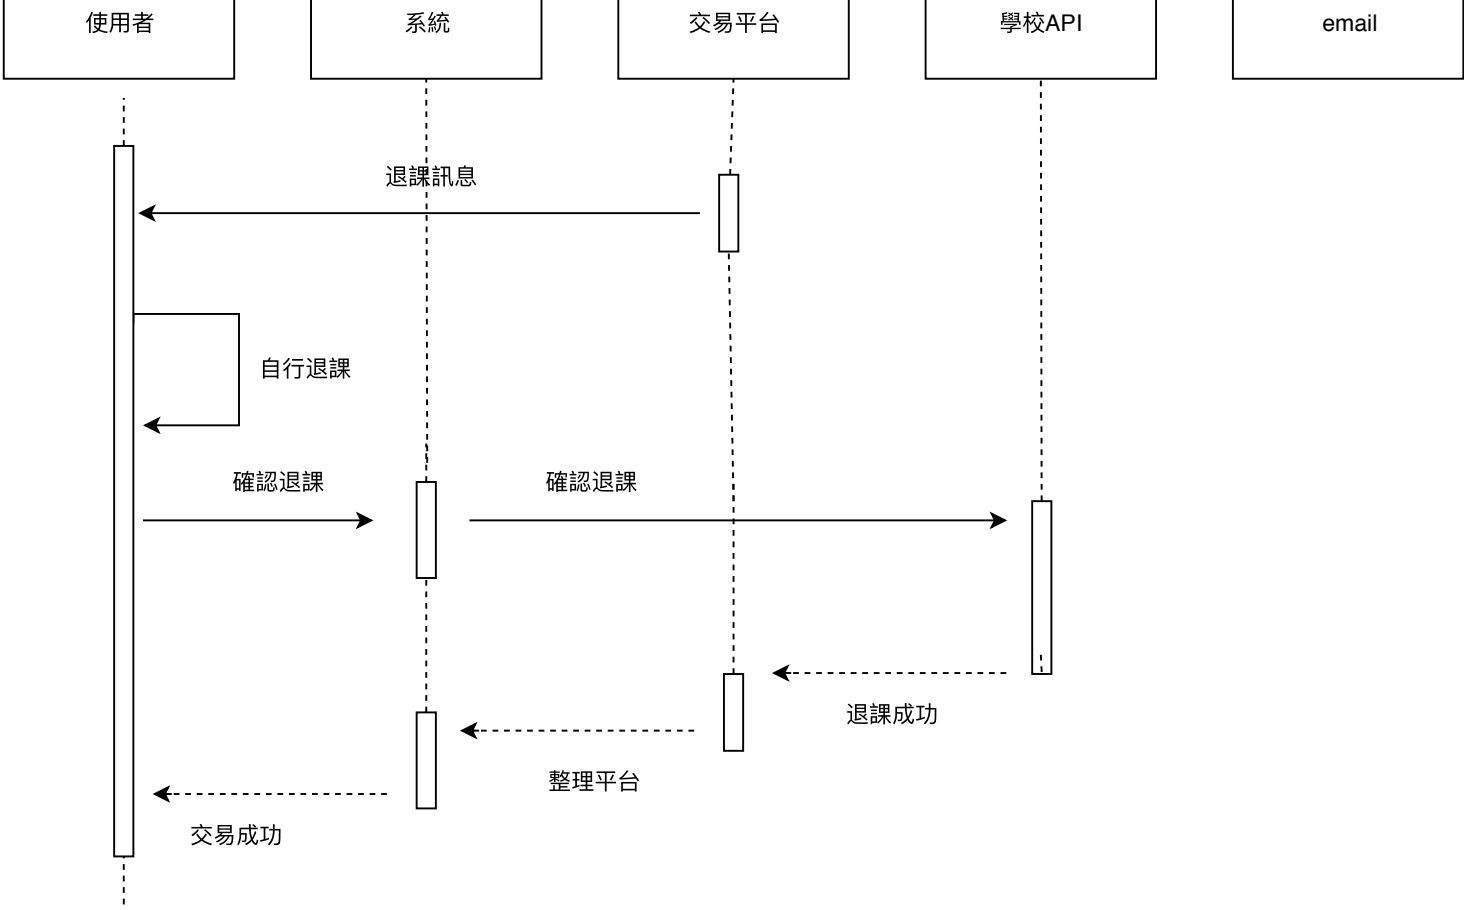 使用者
系統
交易平台
學校API
email
退課訊息
自行退課
確認退課
確認退課
退課成功
整理平台
交易成功